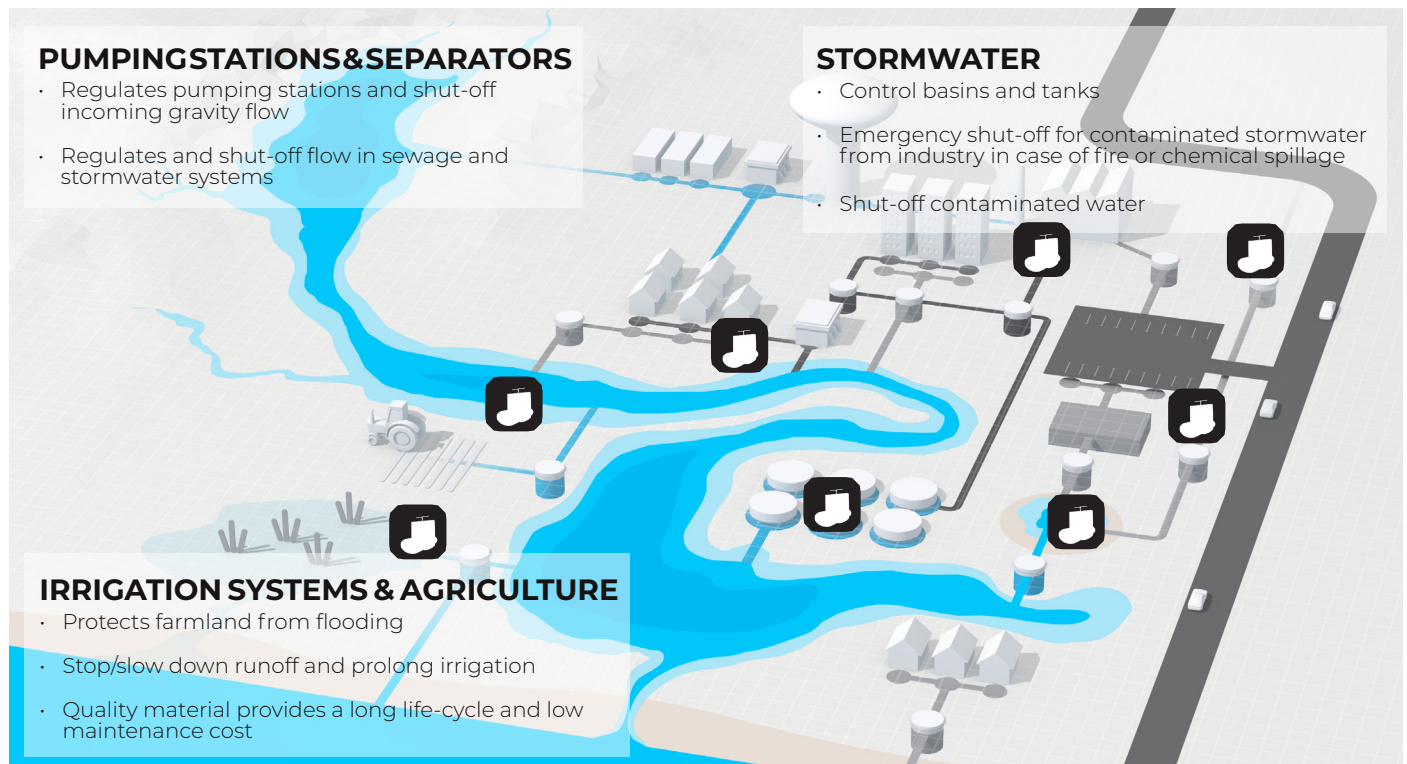 PUMPING STATIONS & SEPARATORS
• Regulates pumping stations and shut-off
incoming gravity flow
• Regulates and shut-off flow in sewage and
stormwater systems
STORMWATER
• Control basins and tanks
• Emergency shut-off for contaminated stormwater
from industry in case of fire or chemical spillage
• Shut-off contaminated water
IRRIGATION SYSTEMS & AGRICULTURE
• Protects farmland from flooding
• Stop/slow down runoff and prolong irrigation
• Quality material provides a long life-cycle and low
maintenance cost